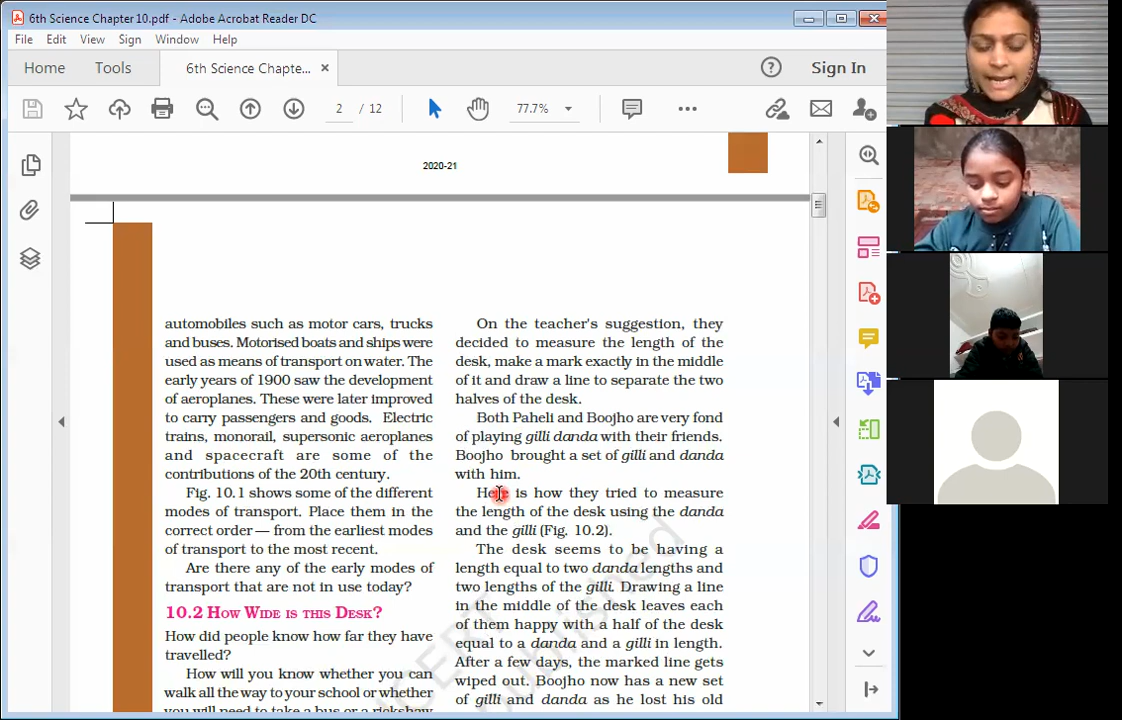 6th Science Chapter 10.pdf - Adobe Acrobat Reader DC
File Edit View Sign Window Help
Home Tools 6th Science Chapte... × Sign In
2 / 12 77.7%
2020-21
automobiles such as motor cars, trucks
and buses. Motorised boats and ships were
used as means of transport on water. The
early years of 1900 saw the development
of aeroplanes. These were later improved
to carry passengers and goods. Electric
trains, monorail, supersonic aeroplanes
and spacecraft are some of the
contributions of the 20th century.
Fig. 10.1 shows some of the different
modes of transport. Place them in the
correct order — from the earliest modes
of transport to the most recent.
Are there any of the early modes of
transport that are not in use today?
10.2 How Wide is this Desk?
How did people know how far they have
travelled?
How will you know whether you can
walk all the way to your school or whether
you will need to take a bus or a rickshaw
On the teacher's suggestion, they
decided to measure the length of the
desk, make a mark exactly in the middle
of it and draw a line to separate the two
halves of the desk.
Both Paheli and Boojho are very fond
of playing gilli danda with their friends.
Boojho brought a set of gilli and danda
with him.
Here is how they tried to measure
the length of the desk using the danda
and the gilli (Fig. 10.2).
The desk seems to be having a
length equal to two danda lengths and
two lengths of the gilli. Drawing a line
in the middle of the desk leaves each
of them happy with a half of the desk
equal to a danda and a gilli in length.
After a few days, the marked line gets
wiped out. Boojho now has a new set
of gilli and danda as he lost his old